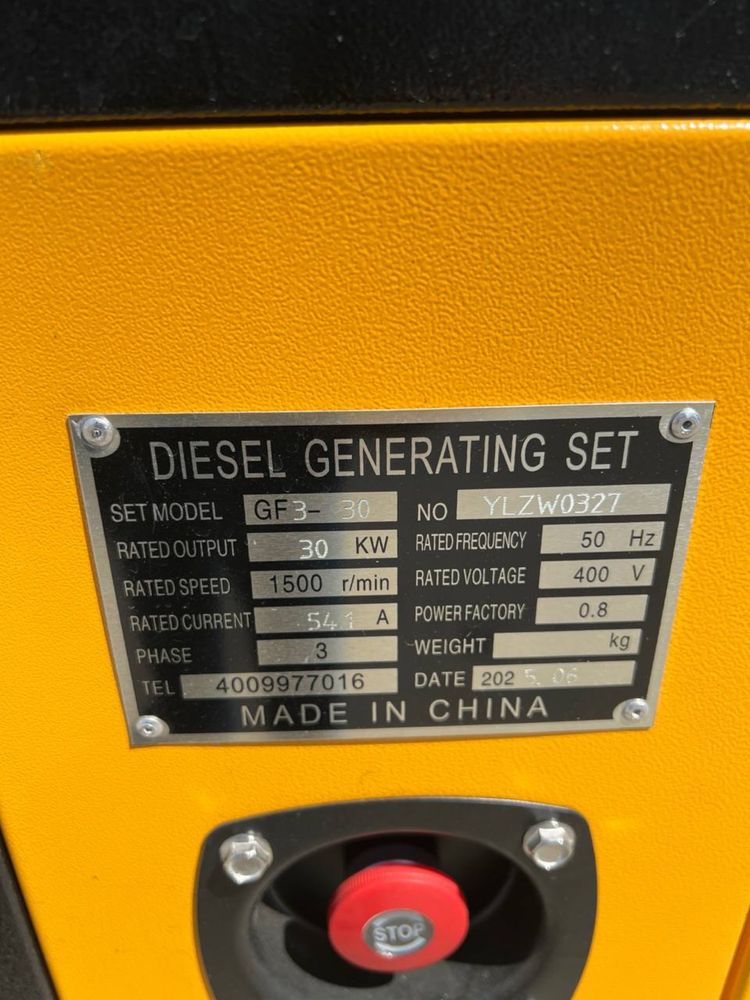 DIESEL GENERATING SET
SET MODEL GF3-30 NO YLZW0327
RATED OUTPUT 30 KW RATED FREQUENCY 50 Hz
RATED SPEED 1500 r/min RATED VOLTAGE 400 V
RATED CURRENT 54.1 A POWER FACTORY 0.8
PHASE 3 WEIGHT kg
TEL 4009977016 DATE 2025.06
MADE IN CHINA
STOP